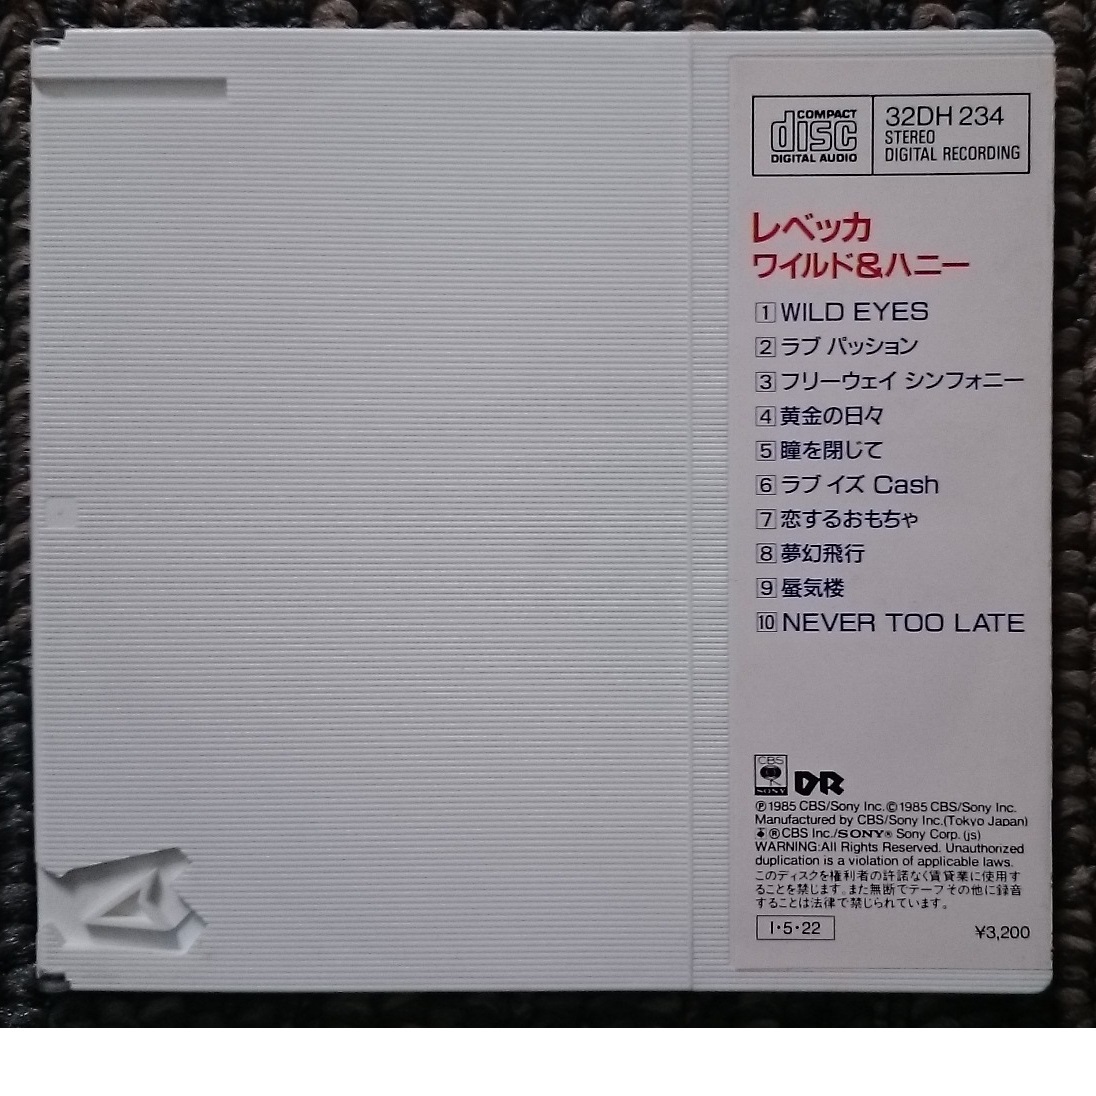 COMPACT
disc
DIGITAL AUDIO
32DH 234
STEREO
DIGITAL RECORDING
レベッカ
ワイルド&ハニー
1 WILD EYES
2 ラブ パッション
3 フリーウェイ シンフォニー
4 黄金の日々
5 瞳を閉じて
6 ラブ イズ Cash
7 恋するおもちゃ
8 夢幻飛行
9 蜃気楼
10 NEVER TOO LATE
CBS
SONY
DR
℗1985 CBS/Sony Inc.©1985 CBS/Sony Inc.
Manufactured by CBS/Sony Inc.(Tokyo Japan)
®CBS Inc./SONY® Sony Corp. (js)
WARNING:All Rights Reserved. Unauthorized
duplication is a violation of applicable laws.
このディスクを権利者の許諾なく賃貸業に使用す
ることを禁じます。また無断でテープその他に録音
することは法律で禁じられています。
I・5・22
¥3,200